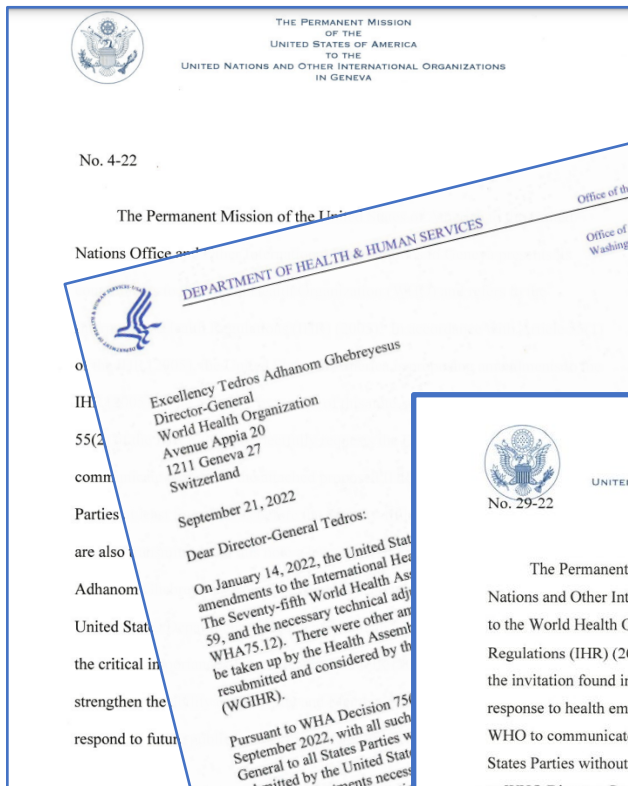 THE PERMANENT MISSION
OF THE
UNITED STATES OF AMERICA
TO THE
UNITED NATIONS AND OTHER INTERNATIONAL ORGANIZATIONS
IN GENEVA
No. 4-22
The Permanent Mission of the
Nations Office
IH
55(2
comm
Parties
are also
Adhanom
United Stat
the critical in
strengthen the
respond to futur
DEPARTMENT OF HEALTH & HUMAN SERVICES
Office of th
Office of
Washing
Excellency Tedros Adhanom Ghebreyesus
Director-General
World Health Organization
Avenue Appia 20
1211 Geneva 27
Switzerland
September 21, 2022
Dear Director-General Tedros:
On January 14, 2022, the United Stat
amendments to the International Hea
The Seventy-fifth World Health As
59, and the necessary technical adj
WHA75.12). There were other am
be taken up by the Health Assemb
resubmitted and considered by th
(WGIHR).
Pursuant to WHA Decision 75(
September 2022, with all such
General to all States Parties w
mitted by the United State
ments necess
UNITE
No. 29-22
The Permanent
Nations and Other Int
to the World Health O
Regulations (IHR) (20
the invitation found in
response to health em
WHO to communicat
States Parties without